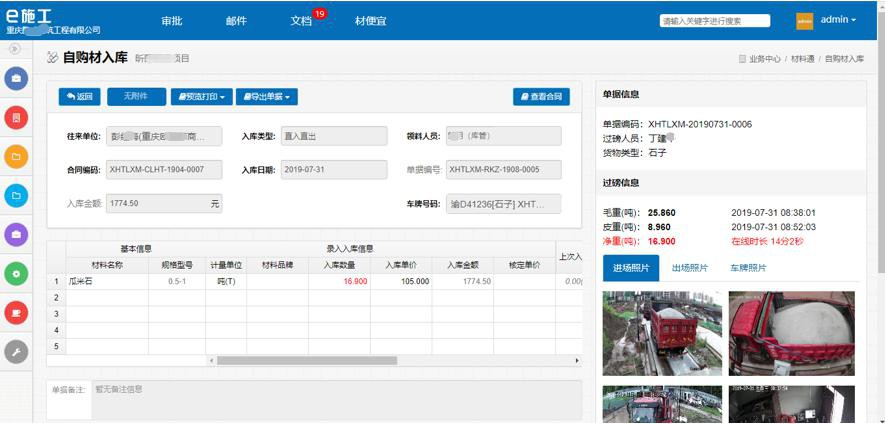 e施工
审批
邮件
文档 19
材便宜
请输入关键字进行搜索
admin
admin
工程有限公司
自购材入库
项目
业务中心 / 材料通 / 自购材入库
返回
无附件
预览打印
导出单据
查看合同
往来单位:
入库类型: 直入直出
领料人员: (库管)
合同编码: XHTLXM-CLHT-1904-0007
入库日期: 2019-07-31
单据编号: XHTLXM-RKZ-1908-0005
入库金额: 1774.50 元
车牌号码: 渝D41236[石子] XHT...
基本信息
录入入库信息
上次入
材料名称 规格型号 计量单位 材料品牌 入库数量 入库单价 入库金额 核定单价
1 瓜米石 0.5-1 吨(T) 16.900 105.000 1774.50 0.00(
2
3
4
5
单据备注: 暂无备注信息
单据信息
单据编码: XHTLXM-20190731-0006
过磅人员: 丁建
货物类型: 石子
过磅信息
毛重(吨): 25.860 2019-07-31 08:38:01
皮重(吨): 8.960 2019-07-31 08:52:03
净重(吨): 16.900 在线时长 14分2秒
进场照片
出场照片
车牌照片